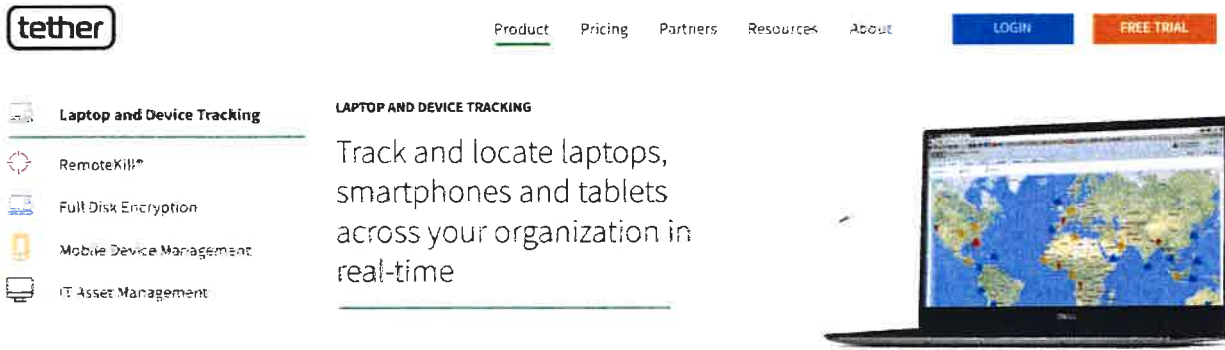 tether
Product Pricing Partners Resources About LOGIN FREE TRIAL
Laptop and Device Tracking
RemoteKill®
Full Disk Encryption
Mobile Device Management
IT Asset Management
LAPTOP AND DEVICE TRACKING
Track and locate laptops,
smartphones and tablets
across your organization in
real-time
DELL